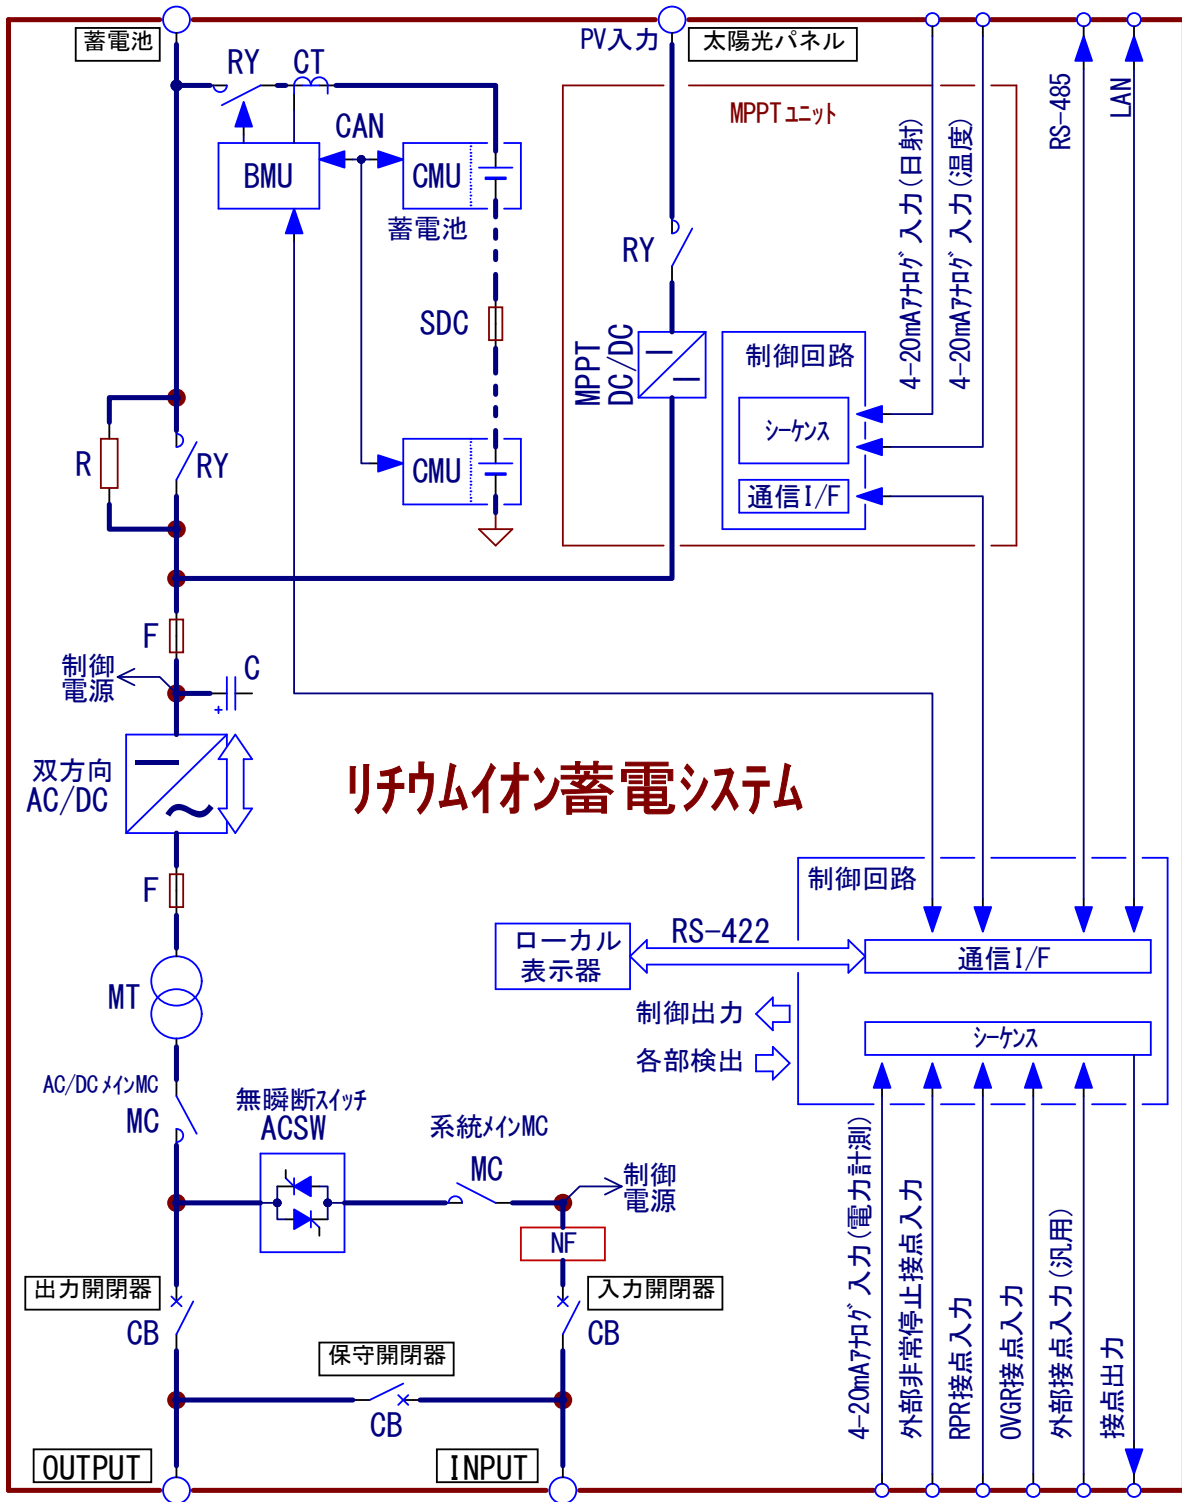 蓄電池
PV入力
太陽光パネル
RY
CT
MPPTユニット
4-20mAアナログ入力(日射)
4-20mAアナログ入力(温度)
RS-485
LAN
CAN
BMU
CMU
蓄電池
RY
SDC
MPPT
DC/DC
制御回路
シーケンス
通信I/F
R
RY
CMU
F
制御
電源
C
+
双方向
AC/DC
リチウムイオン蓄電システム
F
制御回路
ローカル
表示器
RS-422
通信I/F
MT
制御出力
シーケンス
各部検出
AC/DCメインMC
MC
無瞬断スイッチ
ACSW
系統メインMC
MC
制御
電源
NF
出力開閉器
入力開閉器
CB
CB
保守開閉器
CB
4-20mAアナログ入力(電力計測)
外部非常停止接点入力
RPR接点入力
OVGR接点入力
外部接点入力(汎用)
接点出力
OUTPUT
INPUT